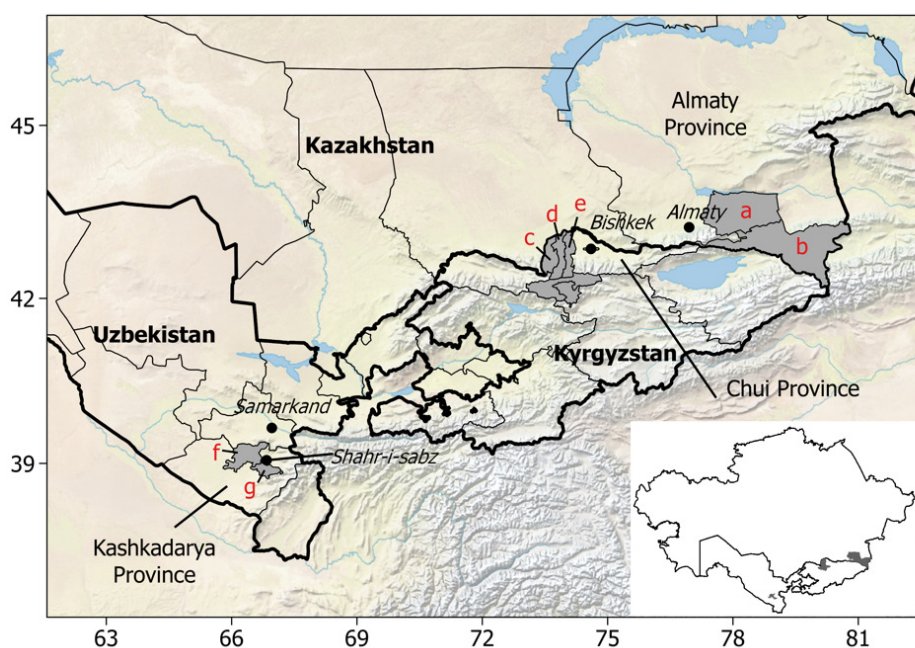 Almaty
Province
45
Kazakhstan
d
e
c
Bishkek
Almaty
a
b
42
Uzbekistan
Kyrgyzstan
Chui Province
Samarkand
39
f
Shahr-i-sabz
g
Kashkadarya
Province
63
66
69
72
75
78
81